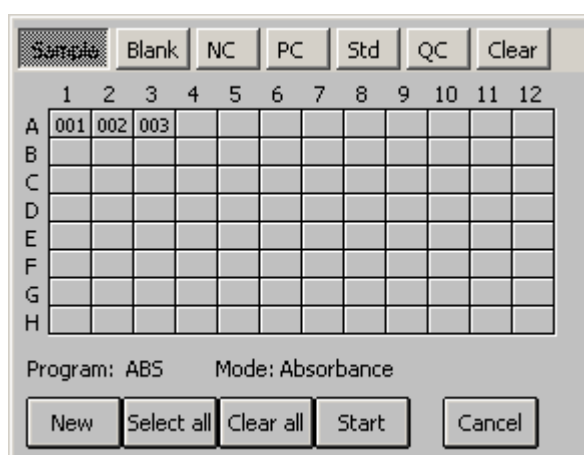 Sample Blank NC PC Std QC Clear
1 2 3 4 5 6 7 8 9 10 11 12
A 001 002 003
B
C
D
E
F
G
H
Program: ABS Mode: Absorbance
New Select all Clear all Start Cancel